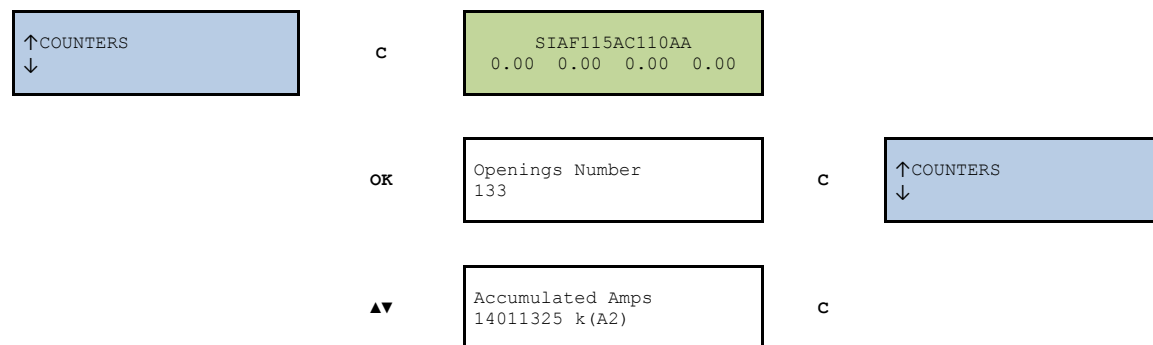 ↑COUNTERS
↓
C
SIAF115AC110AA
0.00 0.00 0.00 0.00
OK
Openings Number
133
C
↑COUNTERS
↓
▲▼
Accumulated Amps
14011325 k(A2)
C